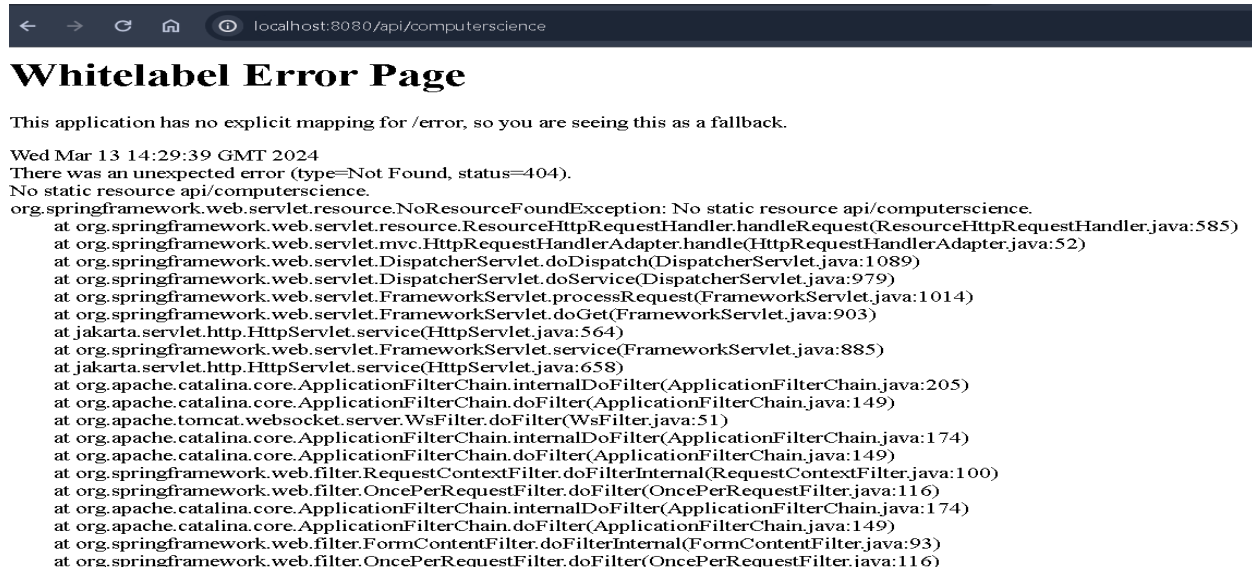 localhost:8080/api/computerscience
Whitelabel Error Page
This application has no explicit mapping for /error, so you are seeing this as a fallback.
Wed Mar 13 14:29:39 GMT 2024
There was an unexpected error (type=Not Found, status=404).
No static resource api/computerscience.
org.springframework.web.servlet.resource.NoResourceFoundException: No static resource api/computerscience.
at org.springframework.web.servlet.resource.ResourceHttpRequestHandler.handleRequest(ResourceHttpRequestHandler.java:585)
at org.springframework.web.servlet.mvc.HttpRequestHandlerAdapter.handle(HttpRequestHandlerAdapter.java:52)
at org.springframework.web.servlet.DispatcherServlet.doDispatch(DispatcherServlet.java:1089)
at org.springframework.web.servlet.DispatcherServlet.doService(DispatcherServlet.java:979)
at org.springframework.web.servlet.FrameworkServlet.processRequest(FrameworkServlet.java:1014)
at org.springframework.web.servlet.FrameworkServlet.doGet(FrameworkServlet.java:903)
at jakarta.servlet.http.HttpServlet.service(HttpServlet.java:564)
at org.springframework.web.servlet.FrameworkServlet.service(FrameworkServlet.java:885)
at jakarta.servlet.http.HttpServlet.service(HttpServlet.java:658)
at org.apache.catalina.core.ApplicationFilterChain.internalDoFilter(ApplicationFilterChain.java:205)
at org.apache.catalina.core.ApplicationFilterChain.doFilter(ApplicationFilterChain.java:149)
at org.apache.tomcat.websocket.server.WsFilter.doFilter(WsFilter.java:51)
at org.apache.catalina.core.ApplicationFilterChain.internalDoFilter(ApplicationFilterChain.java:174)
at org.apache.catalina.core.ApplicationFilterChain.doFilter(ApplicationFilterChain.java:149)
at org.springframework.web.filter.RequestContextFilter.doFilterInternal(RequestContextFilter.java:100)
at org.springframework.web.filter.OncePerRequestFilter.doFilter(OncePerRequestFilter.java:116)
at org.apache.catalina.core.ApplicationFilterChain.internalDoFilter(ApplicationFilterChain.java:174)
at org.apache.catalina.core.ApplicationFilterChain.doFilter(ApplicationFilterChain.java:149)
at org.springframework.web.filter.FormContentFilter.doFilterInternal(FormContentFilter.java:93)
at org.springframework.web.filter.OncePerRequestFilter.doFilter(OncePerRequestFilter.java:116)